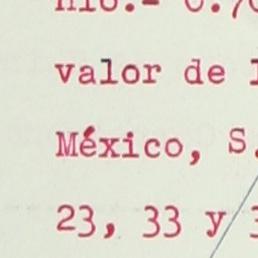 valor de
México, S.
23, 33 y